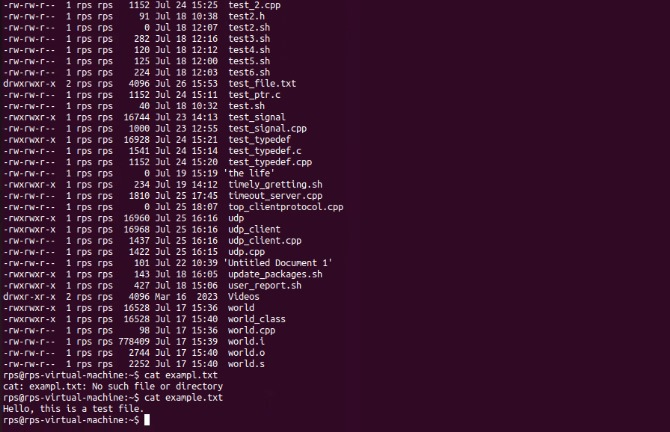 -rw-rw-r-- 1 rps rps 1152 Jul 24 15:25 test_2.cpp
-rw-rw-r-- 1 rps rps 91 Jul 18 10:38 test2.h
-rw-rw-r-- 1 rps rps 0 Jul 18 12:07 test2.sh
-rw-rw-r-- 1 rps rps 282 Jul 18 12:16 test3.sh
-rw-rw-r-- 1 rps rps 120 Jul 18 12:12 test4.sh
-rw-rw-r-- 1 rps rps 125 Jul 18 12:00 test5.sh
-rw-rw-r-- 1 rps rps 224 Jul 18 12:03 test6.sh
drwxrwxr-x 2 rps rps 4096 Jul 26 15:53 test_file.txt
-rw-rw-r-- 1 rps rps 1152 Jul 24 15:11 test_ptr.c
-rw-rw-r-- 1 rps rps 40 Jul 18 10:32 test.sh
-rwxrwxr-x 1 rps rps 16744 Jul 23 14:13 test_signal
-rw-rw-r-- 1 rps rps 1000 Jul 23 12:55 test_signal.cpp
-rwxrwxr-x 1 rps rps 16928 Jul 24 15:21 test_typedef
-rw-rw-r-- 1 rps rps 1541 Jul 24 15:14 test_typedef.c
-rw-rw-r-- 1 rps rps 1152 Jul 24 15:20 test_typedef.cpp
-rw-rw-r-- 1 rps rps 0 Jul 19 15:19 'the life'
-rwxrwxr-x 1 rps rps 234 Jul 19 14:12 timely_gretting.sh
-rw-rw-r-- 1 rps rps 1810 Jul 25 17:45 timeout_server.cpp
-rw-rw-r-- 1 rps rps 0 Jul 25 18:07 top_clientprotocol.cpp
-rwxrwxr-x 1 rps rps 16960 Jul 25 16:16 udp
-rwxrwxr-x 1 rps rps 16968 Jul 25 16:16 udp_client
-rw-rw-r-- 1 rps rps 1437 Jul 25 16:16 udp_client.cpp
-rw-rw-r-- 1 rps rps 1422 Jul 25 16:15 udp.cpp
-rw-rw-r-- 1 rps rps 101 Jul 22 10:39 'Untitled Document 1'
-rwxrwxr-x 1 rps rps 143 Jul 18 16:05 update_packages.sh
-rw-rw-r-- 1 rps rps 427 Jul 18 15:06 user_report.sh
drwxr-xr-x 2 rps rps 4096 Mar 16 2023 Videos
-rwxrwxr-x 1 rps rps 16528 Jul 17 15:36 world
-rwxrwxr-x 1 rps rps 16528 Jul 17 15:40 world_class
-rw-rw-r-- 1 rps rps 98 Jul 17 15:36 world.cpp
-rw-rw-r-- 1 rps rps 778409 Jul 17 15:39 world.i
-rw-rw-r-- 1 rps rps 2744 Jul 17 15:40 world.o
-rw-rw-r-- 1 rps rps 2252 Jul 17 15:40 world.s
rps@rps-virtual-machine:~$ cat exampl.txt
cat: exampl.txt: No such file or directory
rps@rps-virtual-machine:~$ cat example.txt
Hello, this is a test file.
rps@rps-virtual-machine:~$